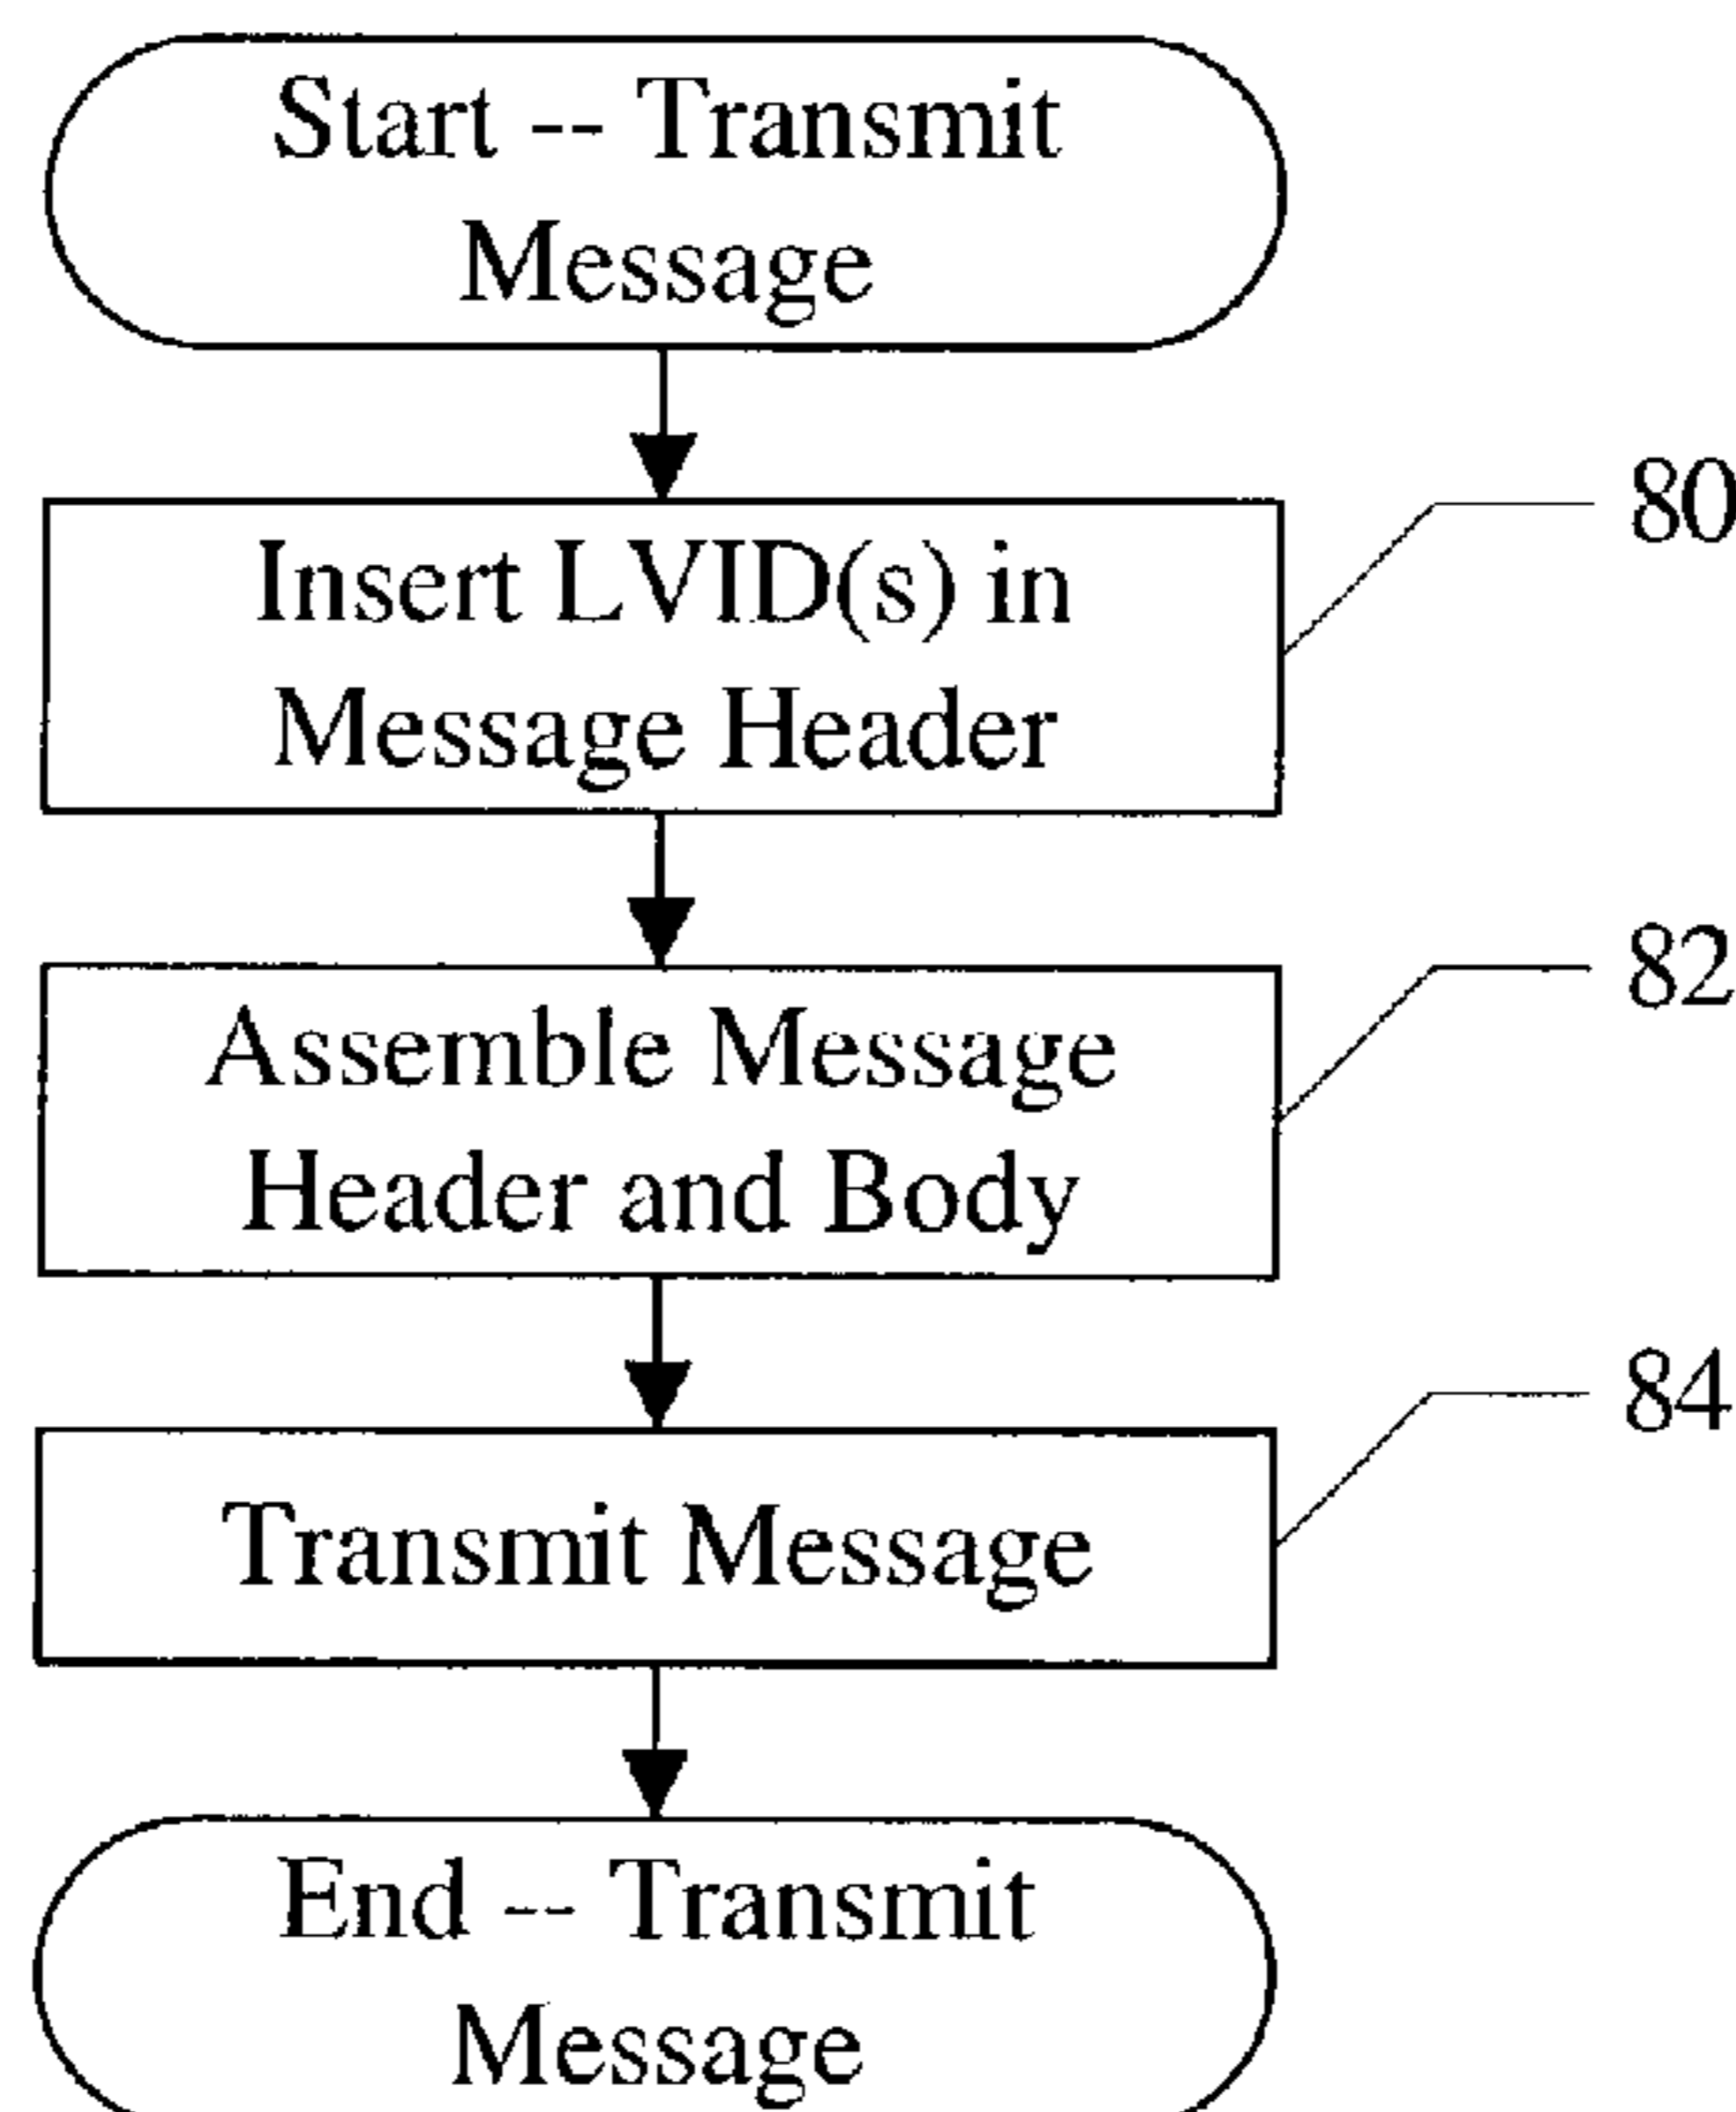 Start -- Transmit
Message
80
Insert LVID(s) in
Message Header
82
Assemble Message
Header and Body
84
Transmit Message
End -- Transmit
Message